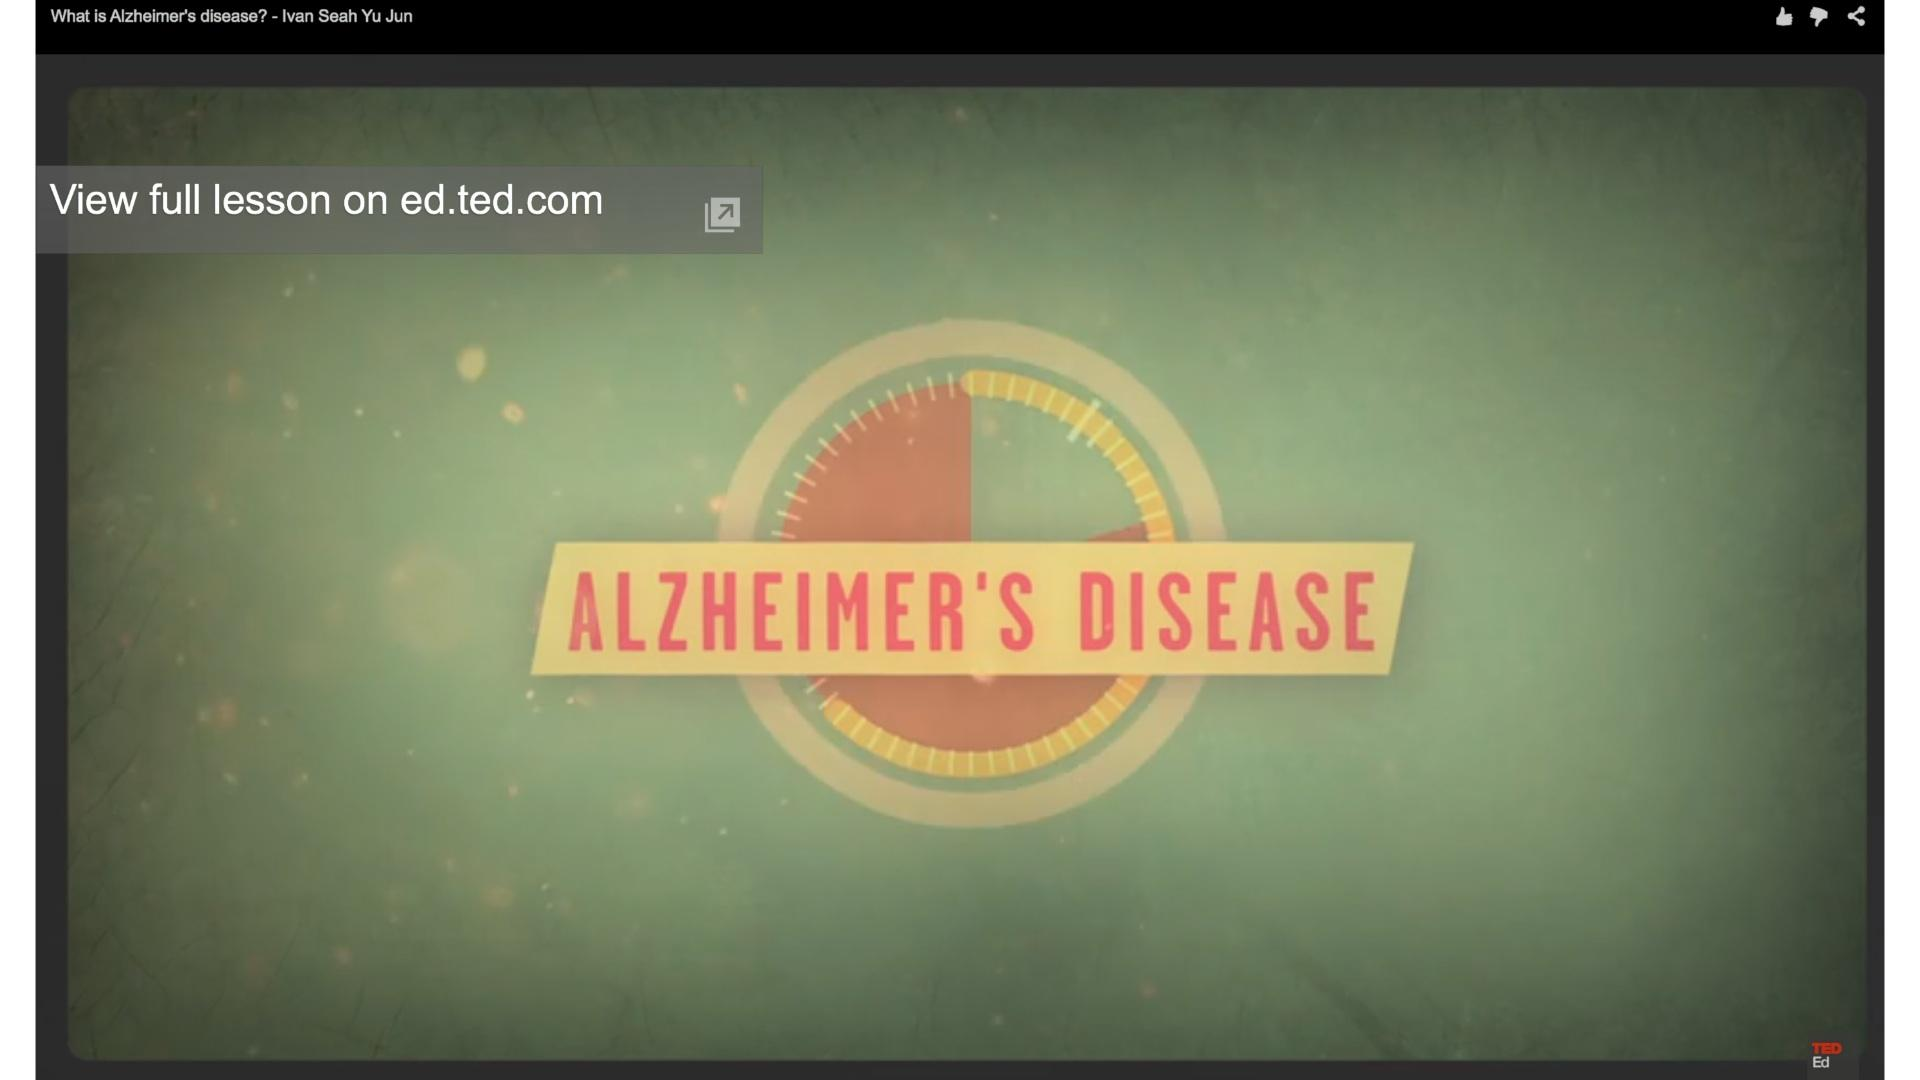 What is Alzheimer's disease? - Ivan Seah Yu Jun
View full lesson on ed.ted.com
ALZHEIMER'S DISEASE
TED
Ed